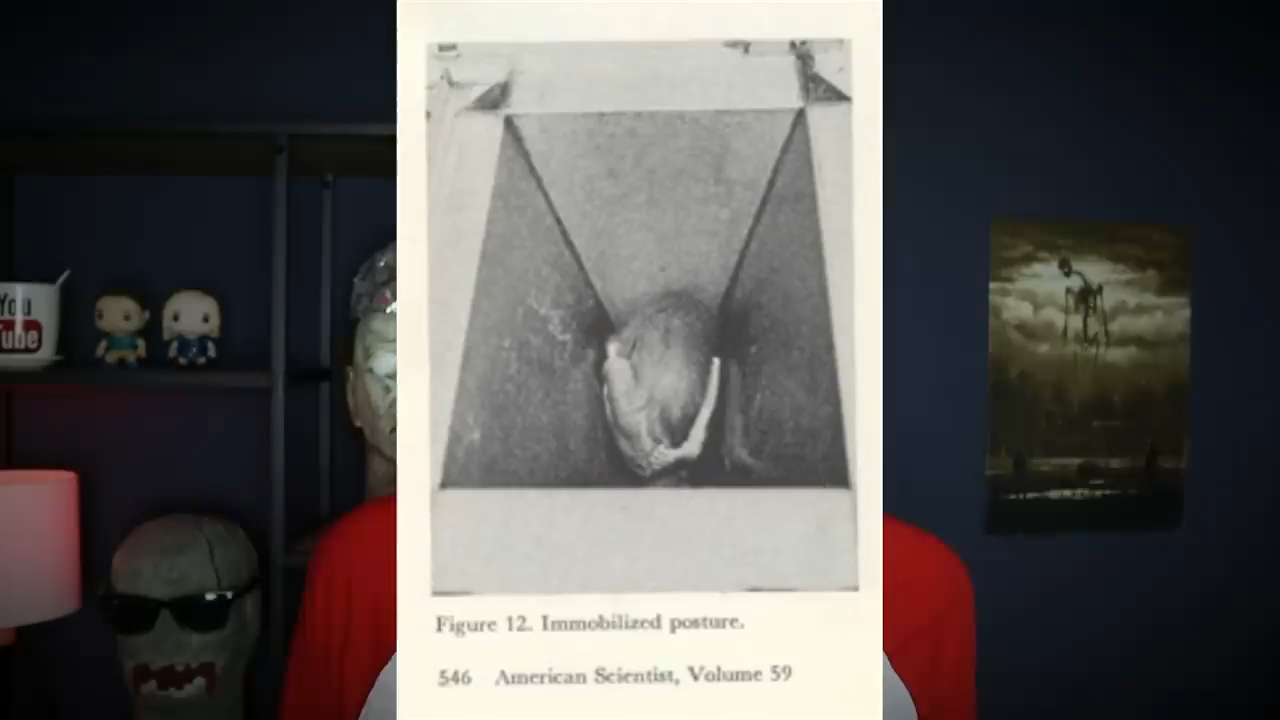 You
Tube
Figure 12. Immobilized posture.
546 American Scientist, Volume 59